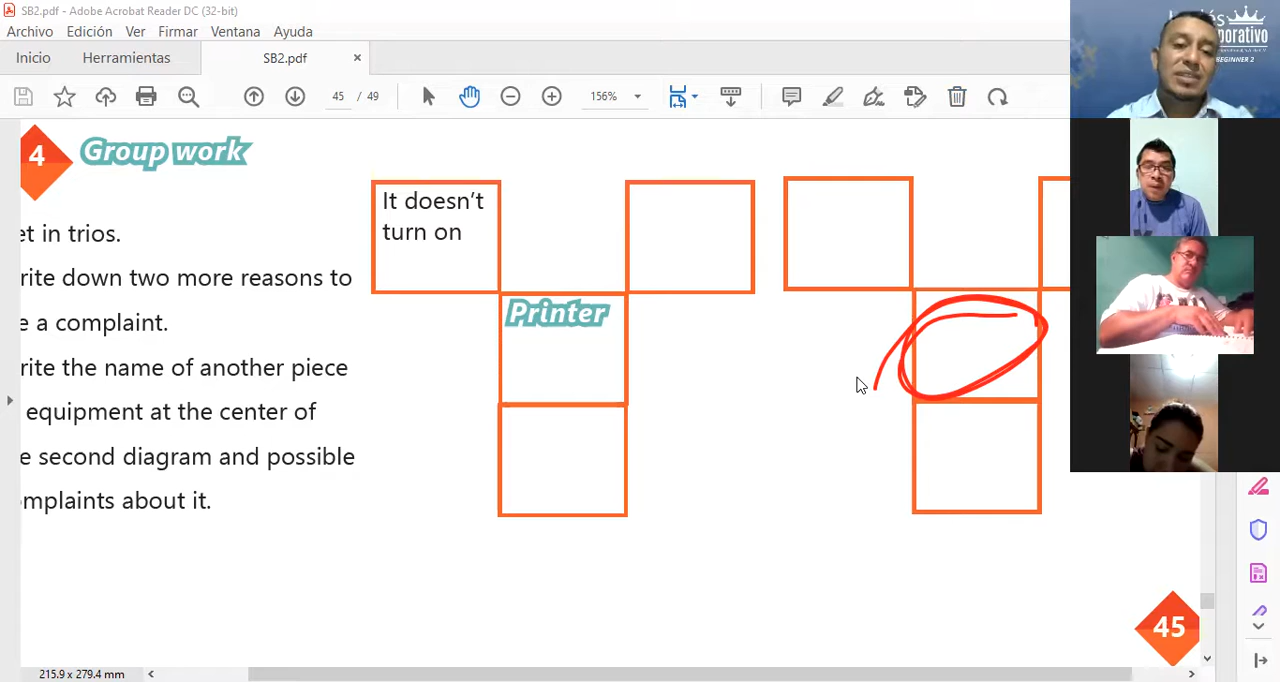 SB2.pdf - Adobe Acrobat Reader DC (32-bit)
Archivo Edición Ver Firmar Ventana Ayuda
Inicio Herramientas SB2.pdf ×
45 / 49 156%
4 Group work
et in trios.
rite down two more reasons to
e a complaint.
rite the name of another piece
equipment at the center of
e second diagram and possible
mplaints about it.
It doesn't
turn on
Printer
45
215.9 x 279.4 mm
porativo
BEGINNER 2